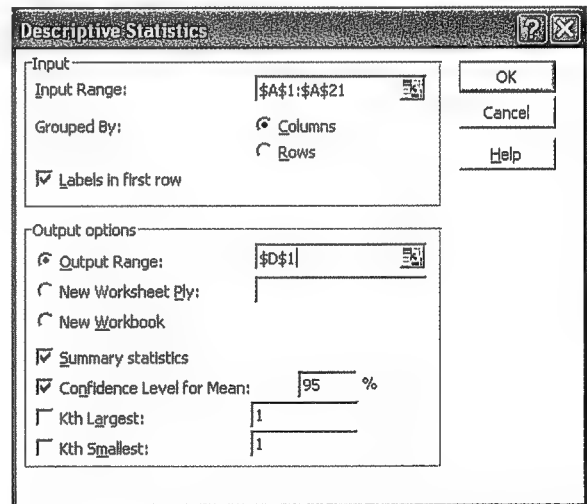 Descriptive Statistics
Input
Input Range: $A$1:$A$21
Grouped By: Columns
Rows
Labels in first row
OK
Cancel
Help
Output options
Output Range: $D$1
New Worksheet Ply:
New Workbook
Summary statistics
Confidence Level for Mean: 95 %
Kth Largest: 1
Kth Smallest: 1